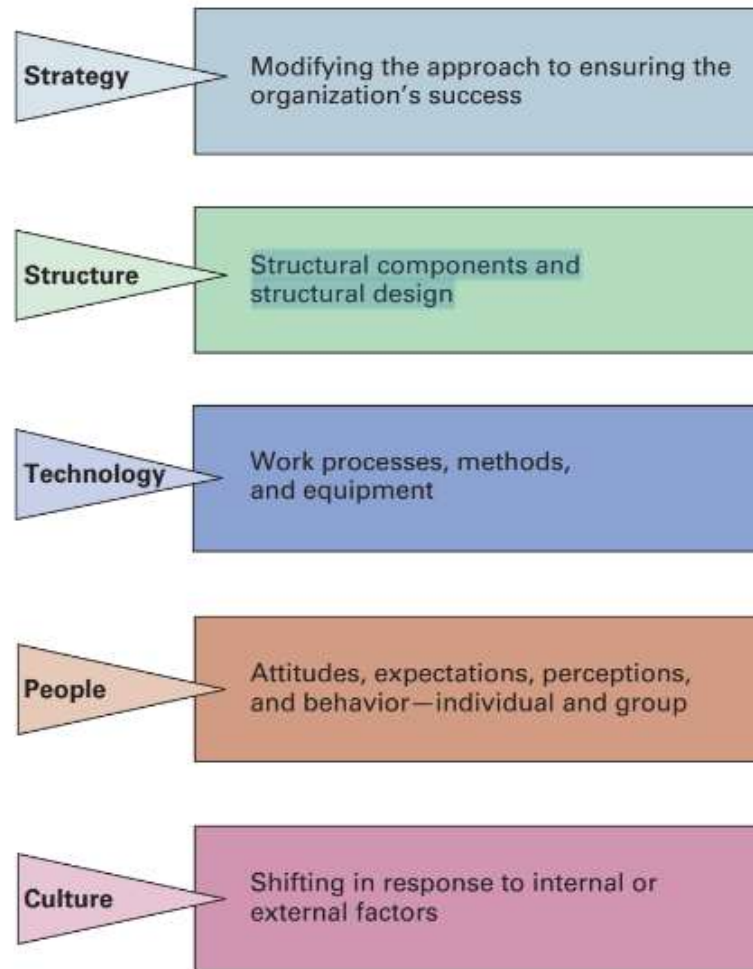 Strategy
Modifying the approach to ensuring the
organization's success
Structure
Structural components and
structural design
Technology
Work processes, methods,
and equipment
People
Attitudes, expectations, perceptions,
and behavior—individual and group
Culture
Shifting in response to internal or
external factors